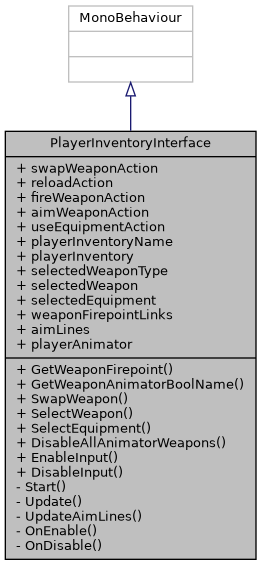 MonoBehaviour
PlayerInventoryInterface
+ swapWeaponAction
+ reloadAction
+ fireWeaponAction
+ aimWeaponAction
+ useEquipmentAction
+ playerInventoryName
+ playerInventory
+ selectedWeaponType
+ selectedWeapon
+ selectedEquipment
+ weaponFirepointLinks
+ aimLines
+ playerAnimator
+ GetWeaponFirepoint()
+ GetWeaponAnimatorBoolName()
+ SwapWeapon()
+ SelectWeapon()
+ SelectEquipment()
+ DisableAllAnimatorWeapons()
+ EnableInput()
+ DisableInput()
- Start()
- Update()
- UpdateAimLines()
- OnEnable()
- OnDisable()